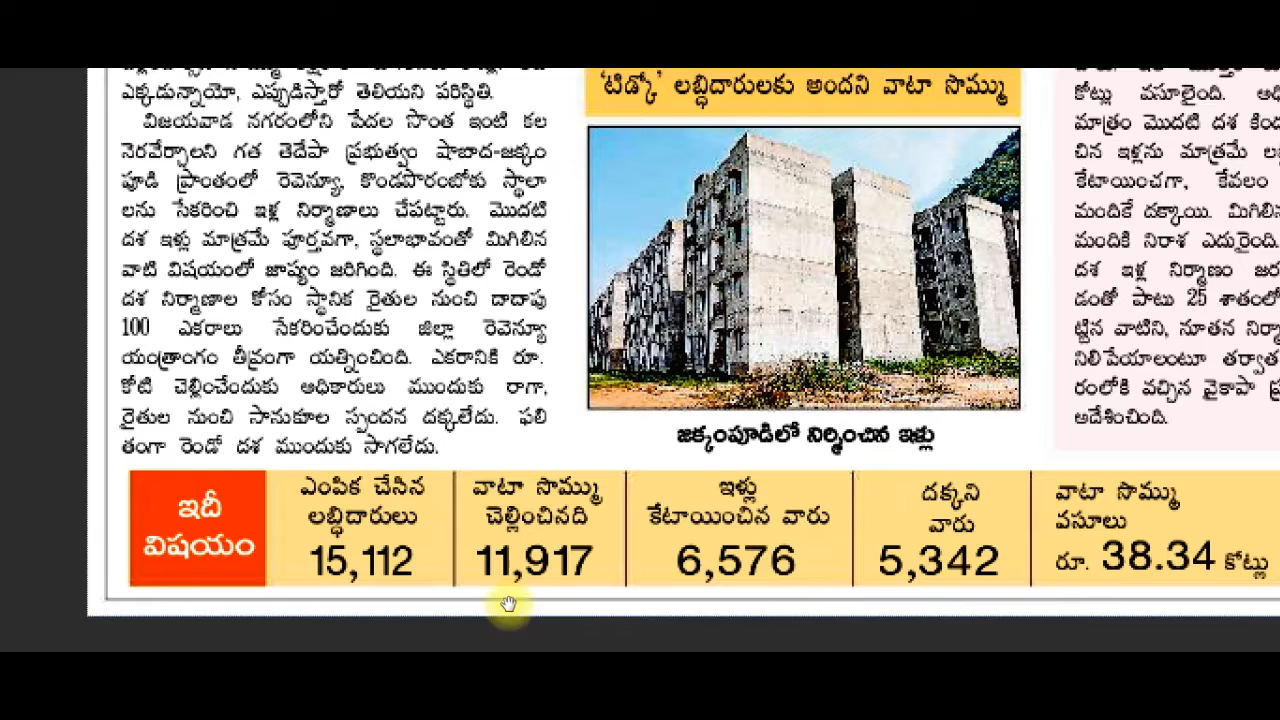 ఎక్కడున్నాయో, ఎప్పుడిస్తారో తెలియని పరిస్థితి.
విజయవాడ నగరంలోని పేదల సొంత ఇంటి కల
నెరవేర్చాలని గత తెదేపా ప్రభుత్వం షాబాద-జక్కం
పూడి ప్రాంతంలో రెవెన్యూ, కొండపొరంబోకు స్థాలా
లను సేకరించి ఇళ్ల నిర్మాణాలు చేపట్టారు. మొదటి
దశ ఇళ్లు మాత్రమే పూర్తవగా, స్థలాభావంతో మిగిలిన
వాటి విషయంలో జాప్యం జరిగింది. ఈ స్థితిలో రెండో
దశ నిర్మాణాల కోసం స్థానిక రైతుల నుంచి దాదాపు
100 ఎకరాలు సేకరించేందుకు జిల్లా రెవెన్యూ
యంత్రాంగం తీవ్రంగా యత్నించింది. ఎకరానికి రూ.
కోటి చెల్లించేందుకు అధికారులు ముందుకు రాగా,
రైతుల నుంచి సానుకూల స్పందన దక్కలేదు. ఫలి
తంగా రెండో దశ ముందుకు సాగలేదు.
‘టిడ్కో’ లబ్ధిదారులకు అందని వాటా సొమ్ము
జక్కంపూడిలో నిర్మించిన ఇళ్లు
కోట్లు వసూలైంది.
మాత్రం మొదటి దశ
చిన ఇళ్లను మాత్రమే
కేటాయించగా, కేవలం
మందికే దక్కాయి.
మందికి నిరాశ ఎదురైంది.
దశ ఇళ్ల నిర్మాణం
డంతో పాటు 25 శాతంలో
ట్టిన వాటిని, నూతన
నిలిపేయాలంటూ
రంలోకి వచ్చిన వైకాపా
ఆదేశించింది.
ఇదీ
విషయం
ఎంపిక చేసిన
లబ్ధిదారులు
15,112
వాటా సొమ్ము
చెల్లించినది
11,917
ఇళ్లు
కేటాయించిన వారు
6,576
దక్కని
వారు
5,342
వాటా సొమ్ము
వసూలు
రూ. 38.34 కోట్లు